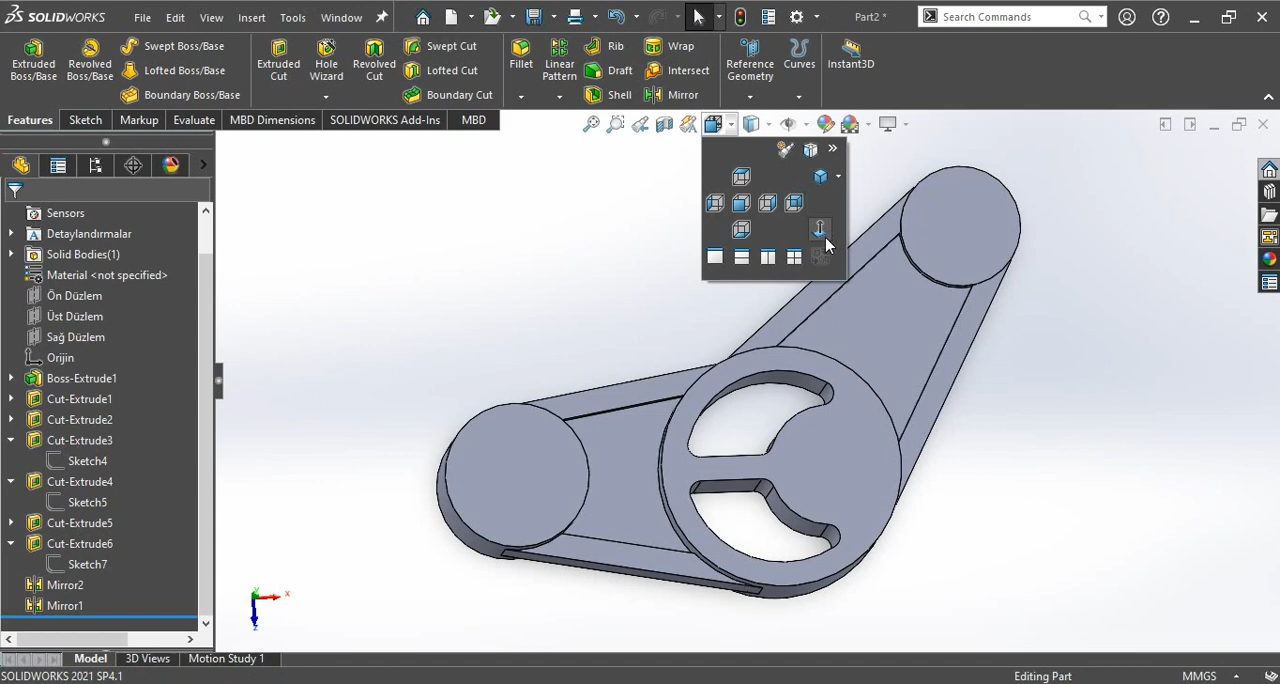 SOLIDWORKS File Edit View Insert Tools Window Part2 * Search Commands
Extruded Boss/Base
Revolved Boss/Base
Swept Boss/Base
Lofted Boss/Base
Boundary Boss/Base
Extruded Cut
Hole Wizard
Revolved Cut
Swept Cut
Lofted Cut
Boundary Cut
Fillet
Linear Pattern
Rib
Draft
Shell
Wrap
Intersect
Mirror
Reference Geometry
Curves
Instant3D
Features Sketch Markup Evaluate MBD Dimensions SOLIDWORKS Add-Ins MBD
Sensors
Detaylandırmalar
Solid Bodies(1)
Material <not specified>
Ön Düzlem
Üst Düzlem
Sağ Düzlem
Orijin
Boss-Extrude1
Cut-Extrude1
Cut-Extrude2
Cut-Extrude3
Sketch4
Cut-Extrude4
Sketch5
Cut-Extrude5
Cut-Extrude6
Sketch7
Mirror2
Mirror1
Y
x
z
Model 3D Views Motion Study 1
SOLIDWORKS 2021 SP4.1 Editing Part MMGS